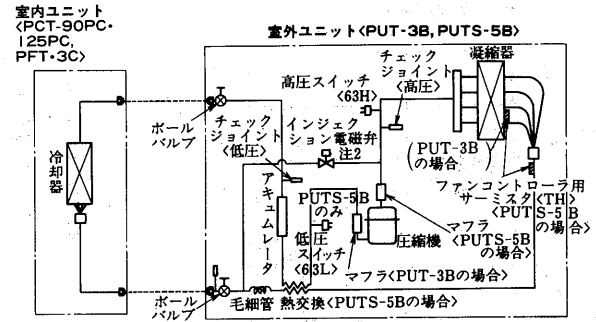 室内ユニット
<PCT-90PC・
125PC,
PFT・3C>
室外ユニット<PUT-3B, PUTS-5B>
凝縮器
チェック
ジョイント
<高圧>
高圧スイッチ
<63H>
ボール
バルブ
チェック
ジョイント
<低圧>
インジェク
ション電磁弁
注2
(PUT-3B
の場合)
冷却器
アキュムレータ
PUTS-5B
のみ
低圧
スイッチ
<63L>
圧縮機
マフラ
<PUTS-5B
の場合>
ファンコントローラ用
サーミスタ<TH>
<PUTS-5B
の場合>
マフラ<PUT-3Bの場合>
ボール
バルブ
毛細管
熱交換<PUTS-5Bの場合>